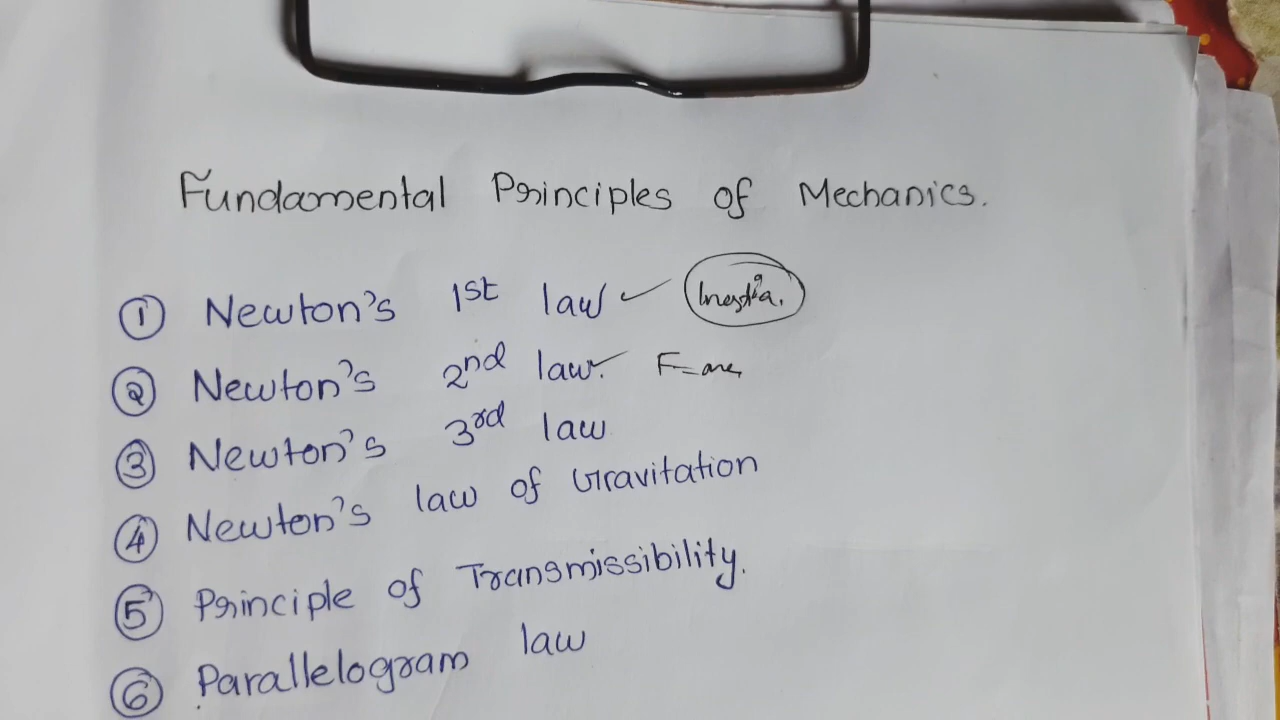 Fundamental Principles of Mechanics.
① Newton's 1st law ✓ Inertia.
② Newton's 2nd law. ✓ F=ma
③ Newton's 3rd law
④ Newton's law of Gravitation
⑤ Principle of Transmissibility.
⑥ Parallelogram law